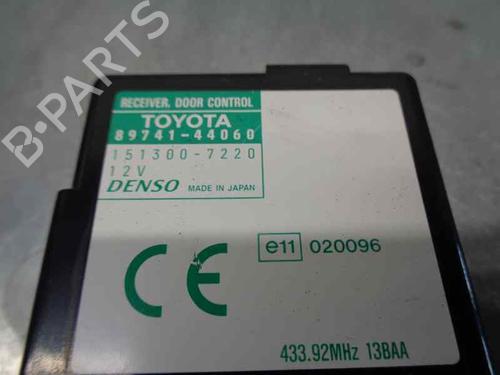 B-PARTS
RECEIVER, DOOR CONTROL
TOYOTA
89741-44060
151300-7220
12V
DENSO MADE IN JAPAN
CE
e11 020096
433.92MHz 13BAA